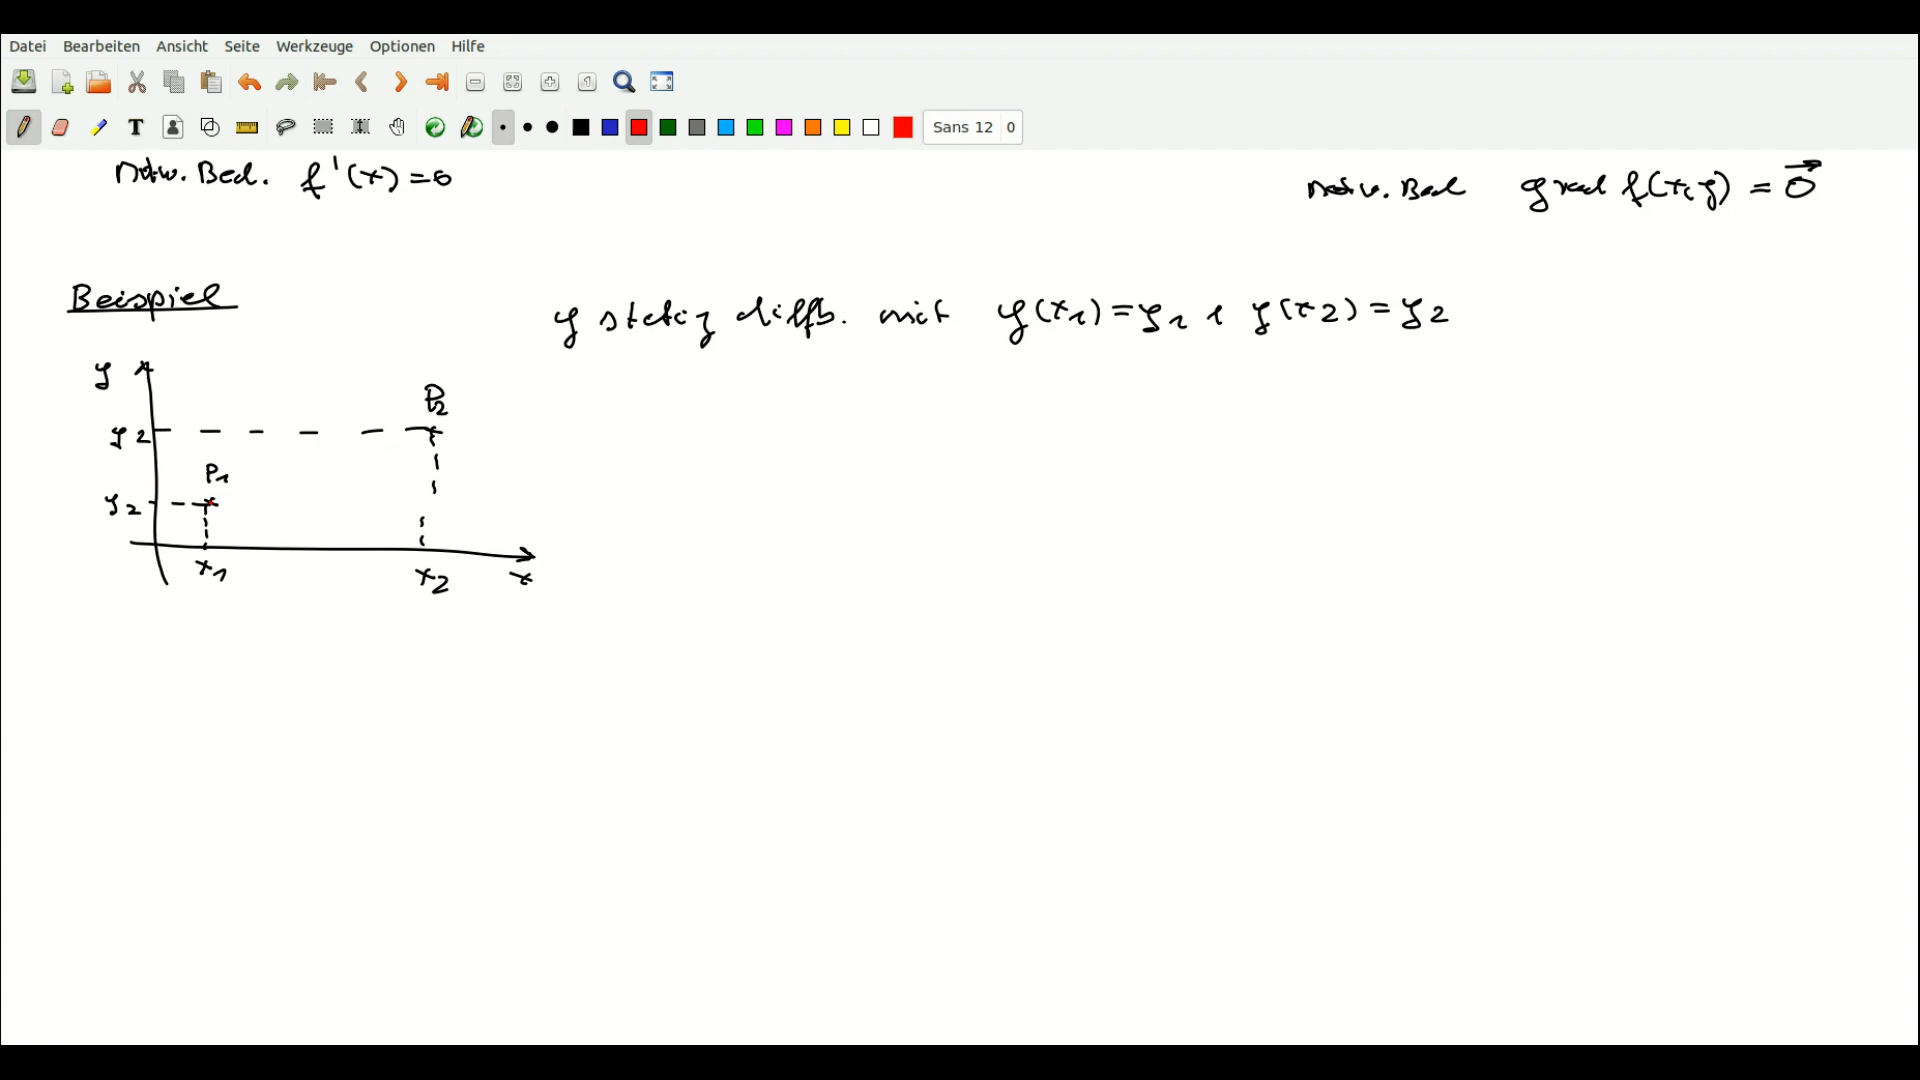 Datei Bearbeiten Ansicht Seite Werkzeuge Optionen Hilfe
T Sans 12 0
Notw. Bed. f'(x) = 0
Notw. Bed grad f(x,y) = 0⃗
Beispiel
y stetig diffb. mit y(x1) = y1, y(x2) = y2
y
P2
y2
P1
y2
x1 x2 x